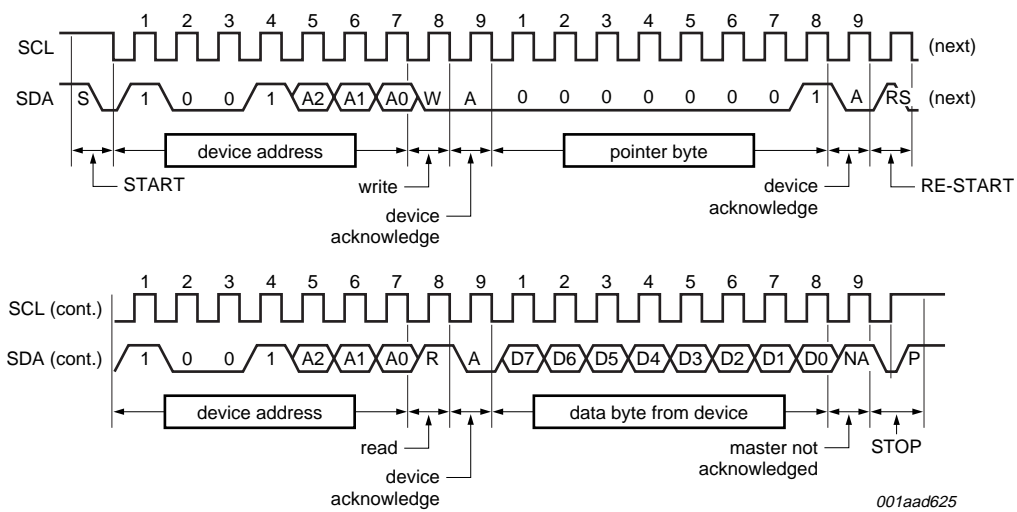 1 2 3 4 5 6 7 8 9 1 2 3 4 5 6 7 8 9
SCL (next)
SDA S 1 0 0 1 A2 A1 A0 W A 0 0 0 0 0 0 0 1 A RS (next)
device address pointer byte
START write device acknowledge device acknowledge RE-START
1 2 3 4 5 6 7 8 9 1 2 3 4 5 6 7 8 9
SCL (cont.)
SDA (cont.) 1 0 0 1 A2 A1 A0 R A D7 D6 D5 D4 D3 D2 D1 D0 NA P
device address data byte from device
read device acknowledge master not acknowledged STOP
001aad625